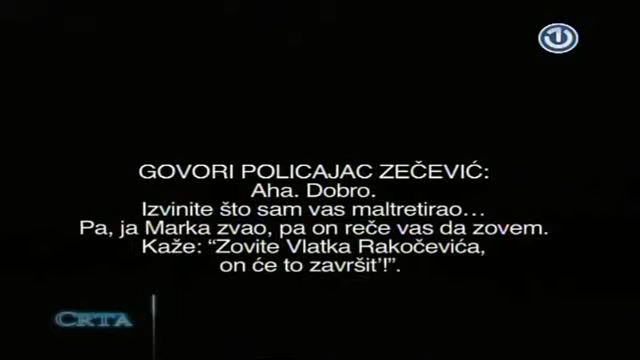 1
GOVORI POLICAJAC ZEČEVIĆ:
Aha. Dobro.
Izvinite što sam vas maltretirao...
Pa, ja Marka zvao, pa on reče vas da zovem.
Kaže: “Zovite Vlatka Rakočevića,
on će to završit’!”.
CRTA